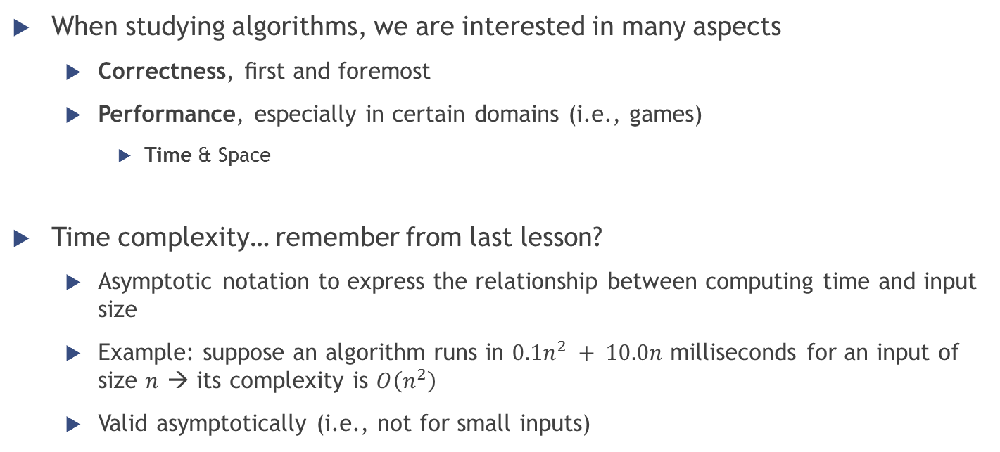 When studying algorithms, we are interested in many aspects
Correctness, first and foremost
Performance, especially in certain domains (i.e., games)
Time & Space
Time complexity… remember from last lesson?
Asymptotic notation to express the relationship between computing time and input
size
Example: suppose an algorithm runs in 0.1n² + 10.0n milliseconds for an input of
size n → its complexity is O(n²)
Valid asymptotically (i.e., not for small inputs)